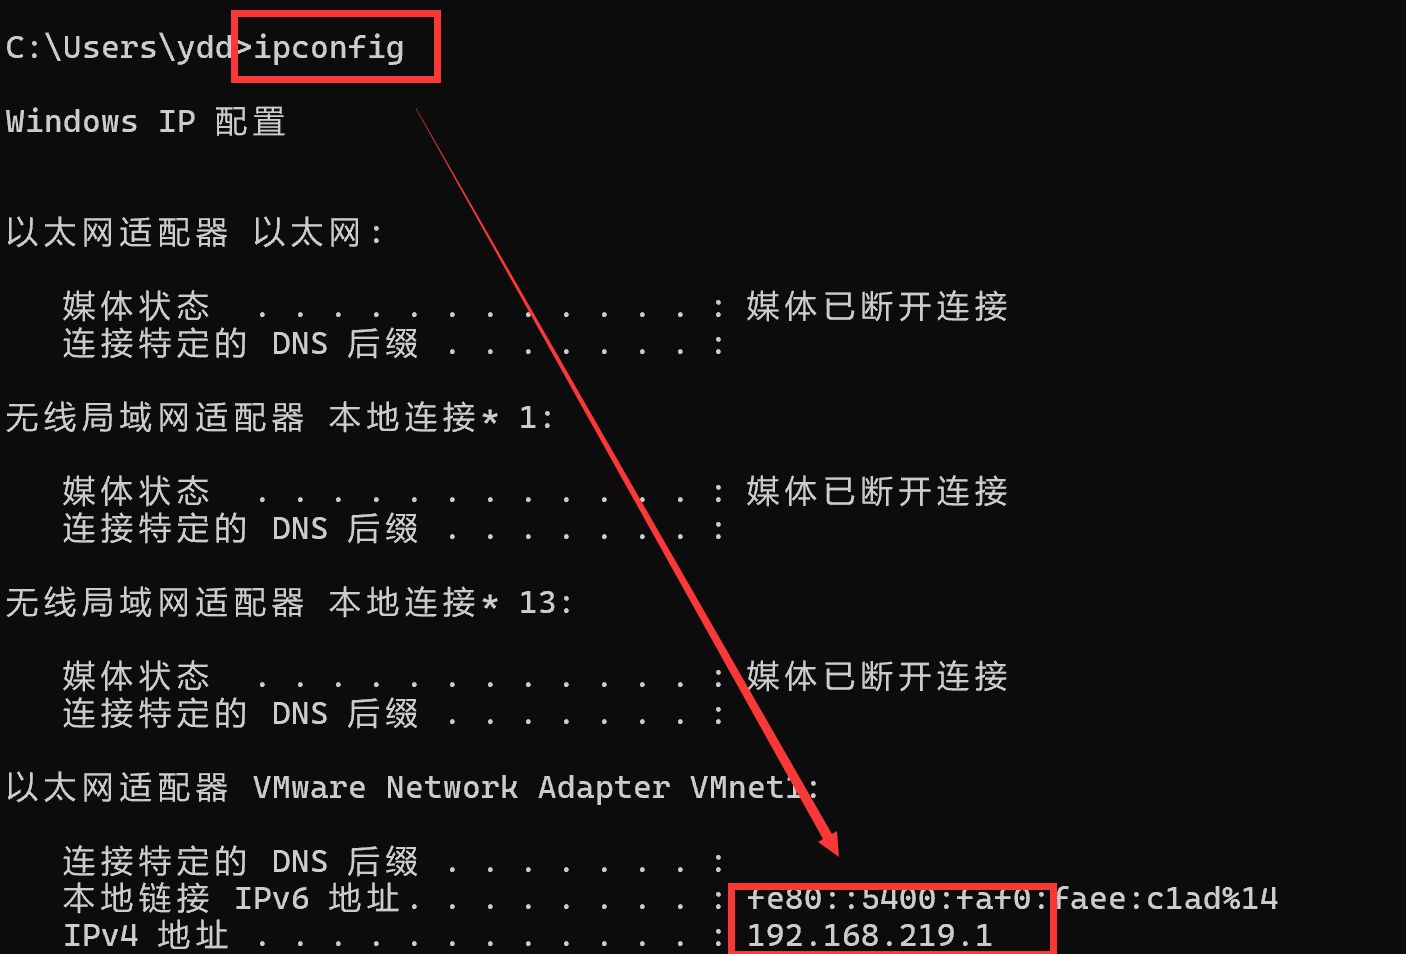 C:\Users\ydd>ipconfig
Windows IP 配置
以太网适配器 以太网:
媒体状态 . . . . . . . . . . . . : 媒体已断开连接
连接特定的 DNS 后缀 . . . . . . . :
无线局域网适配器 本地连接* 1:
媒体状态 . . . . . . . . . . . . : 媒体已断开连接
连接特定的 DNS 后缀 . . . . . . . :
无线局域网适配器 本地连接* 13:
媒体状态 . . . . . . . . . . . . : 媒体已断开连接
连接特定的 DNS 后缀 . . . . . . . :
以太网适配器 VMware Network Adapter VMnet1:
连接特定的 DNS 后缀 . . . . . . . :
本地链接 IPv6 地址. . . . . . . . : fe80::5400:faf0:faee:c1ad%14
IPv4 地址 . . . . . . . . . . . . : 192.168.219.1